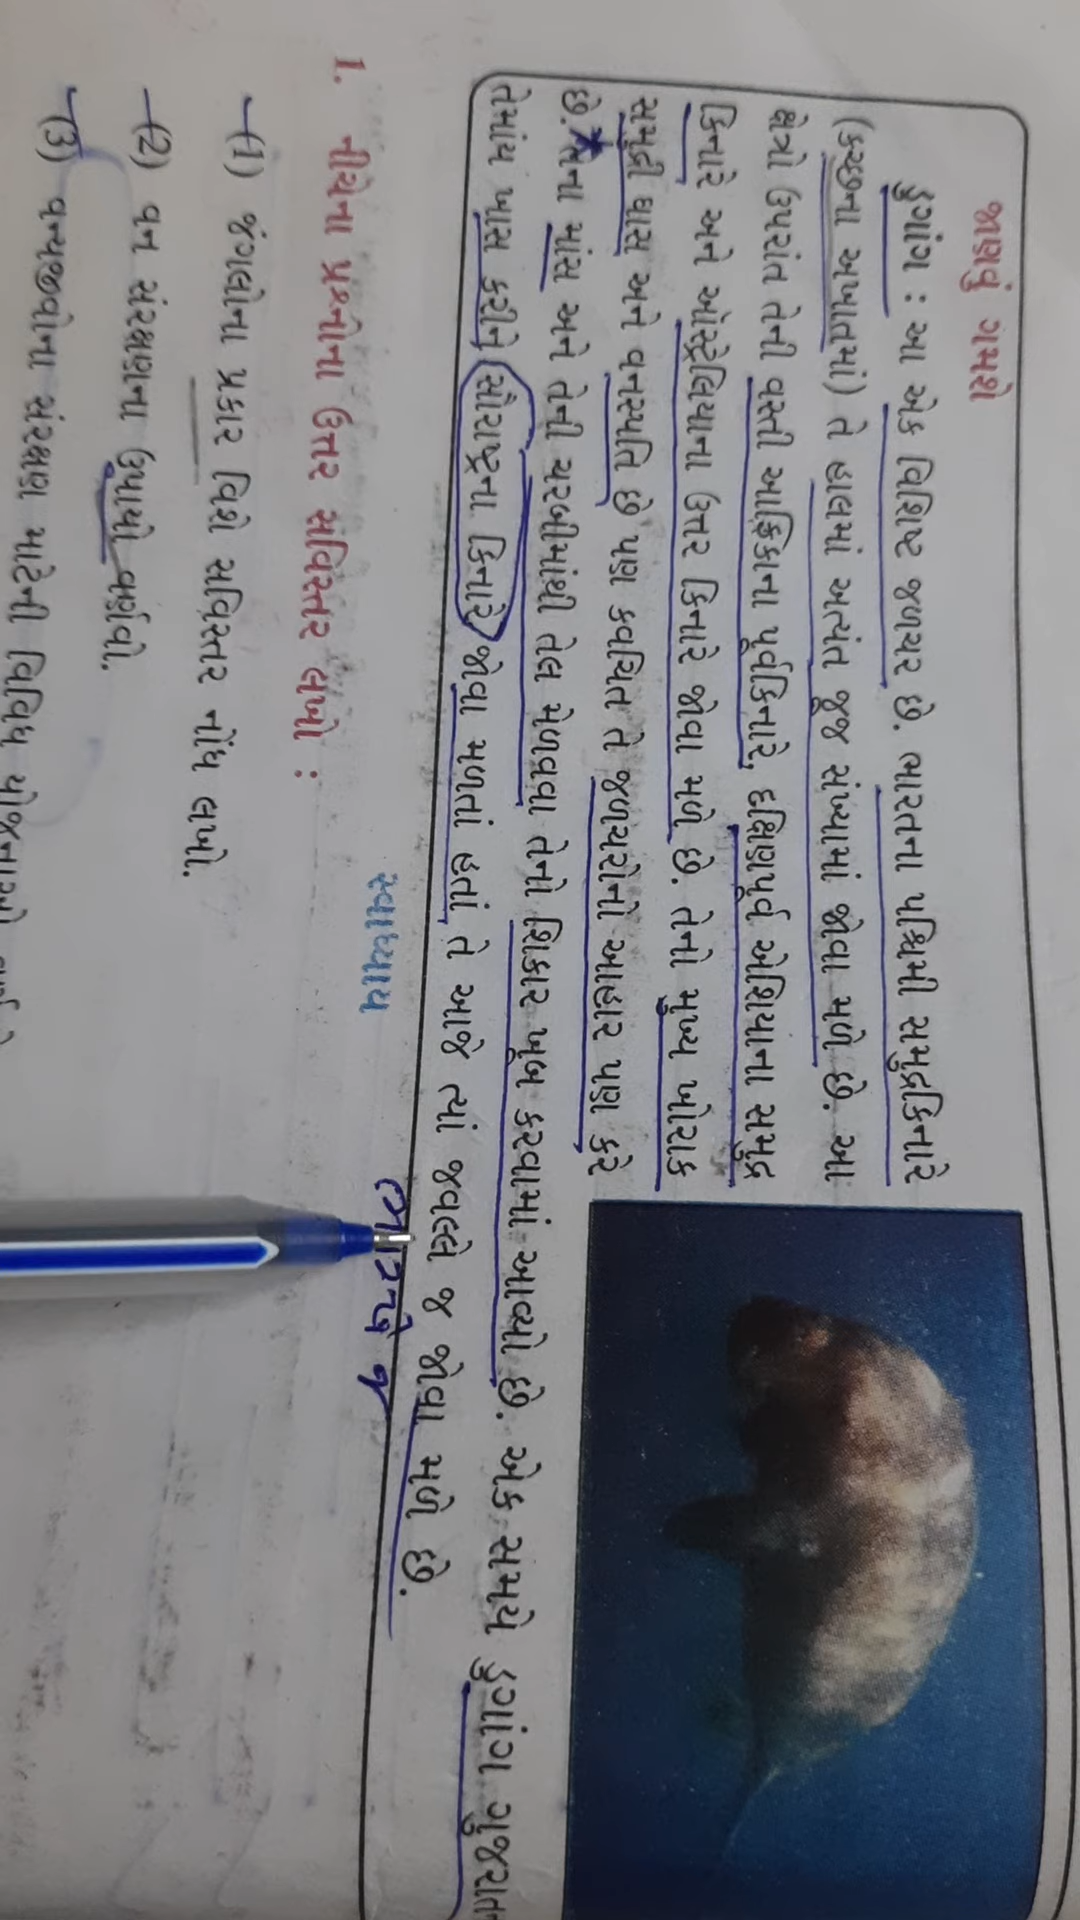 જાણવું ગમશે
ડુગાંગ : આ એક વિશિષ્ટ જળચર છે. ભારતના પશ્ચિમી સમુદ્રકિનારે
(કચ્છના અખાતમાં) તે હાલમાં અત્યંત જૂજ સંખ્યામાં જોવા મળે છે. આ
ક્ષેત્રો ઉપરાંત તેની વસ્તી આફ્રિકાના પૂર્વકિનારે, દક્ષિણપૂર્વ એશિયાના સમુદ્ર
કિનારે અને ઑસ્ટ્રેલિયાના ઉત્તર કિનારે જોવા મળે છે. તેનો મુખ્ય ખોરાક
સમુદ્રી ઘાસ અને વનસ્પતિ છે પણ ક્વચિત તે જળચરોનો આહાર પણ કરે
છે. માંસ અને તેની ચરબીમાંથી તેલ મેળવવા તેનો શિકાર ખૂબ કરવામાં આવ્યો છે. એક સમયે ડુગાંગ ગુજરાત
તેમાંય ખાસ કરીને સૌરાષ્ટ્રના કિનારે જોવા મળતાં હતાં તે આજે ત્યાં જવલ્લે જ જોવા મળે છે.
ભાગ્યે જ
સ્વાધ્યાય
1. નીચેના પ્રશ્નોના ઉત્તર સવિસ્તર લખો :
(1) જંગલોના પ્રકાર વિશે સવિસ્તર નોંધ લખો.
(2) વન સંરક્ષણના ઉપાયો વર્ણવો.
(3) વન્યજીવોના સંરક્ષણ માટેની વિવિધ યોજનાઓ